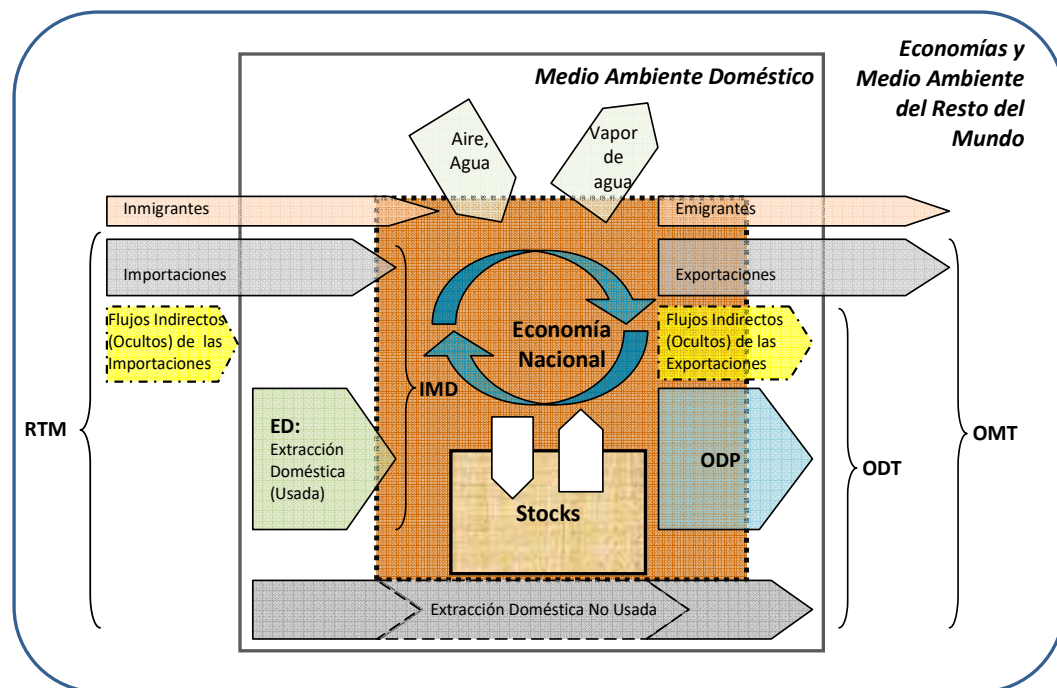 Economías y
Medio Ambiente
del Resto del
Mundo
Medio Ambiente Doméstico
Aire,
Agua
Vapor
de
agua
Inmigrantes
Emigrantes
Importaciones
Exportaciones
Flujos Indirectos
(Ocultos) de las
Importaciones
Economía
Nacional
Flujos Indirectos
(Ocultos) de las
Exportaciones
IMD
RTM
ED:
Extracción
Doméstica
(Usada)
ODP
ODT
OMT
Stocks
Extracción Doméstica No Usada